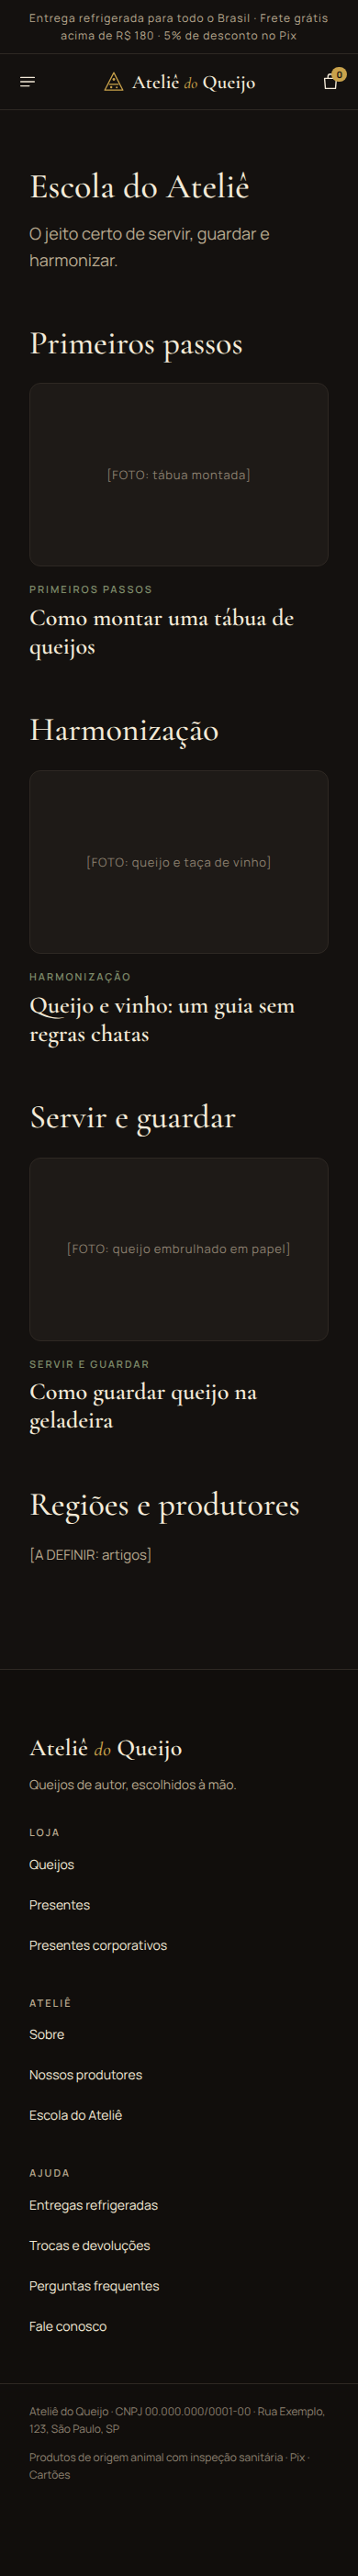 Entrega refrigerada para todo o Brasil · Frete grátis
acima de R$ 180 · 5% de desconto no Pix
Ateliê do Queijo
0
Escola do Ateliê
O jeito certo de servir, guardar e
harmonizar.
Primeiros passos
[FOTO: tábua montada]
PRIMEIROS PASSOS
Como montar uma tábua de
queijos
Harmonização
[FOTO: queijo e taça de vinho]
HARMONIZAÇÃO
Queijo e vinho: um guia sem
regras chatas
Servir e guardar
[FOTO: queijo embrulhado em papel]
SERVIR E GUARDAR
Como guardar queijo na
geladeira
Regiões e produtores
[A DEFINIR: artigos]
Ateliê do Queijo
Queijos de autor, escolhidos à mão.
LOJA
Queijos
Presentes
Presentes corporativos
ATELIÊ
Sobre
Nossos produtores
Escola do Ateliê
AJUDA
Entregas refrigeradas
Trocas e devoluções
Perguntas frequentes
Fale conosco
Ateliê do Queijo · CNPJ 00.000.000/0001-00 · Rua Exemplo,
123, São Paulo, SP
Produtos de origem animal com inspeção sanitária · Pix ·
Cartões